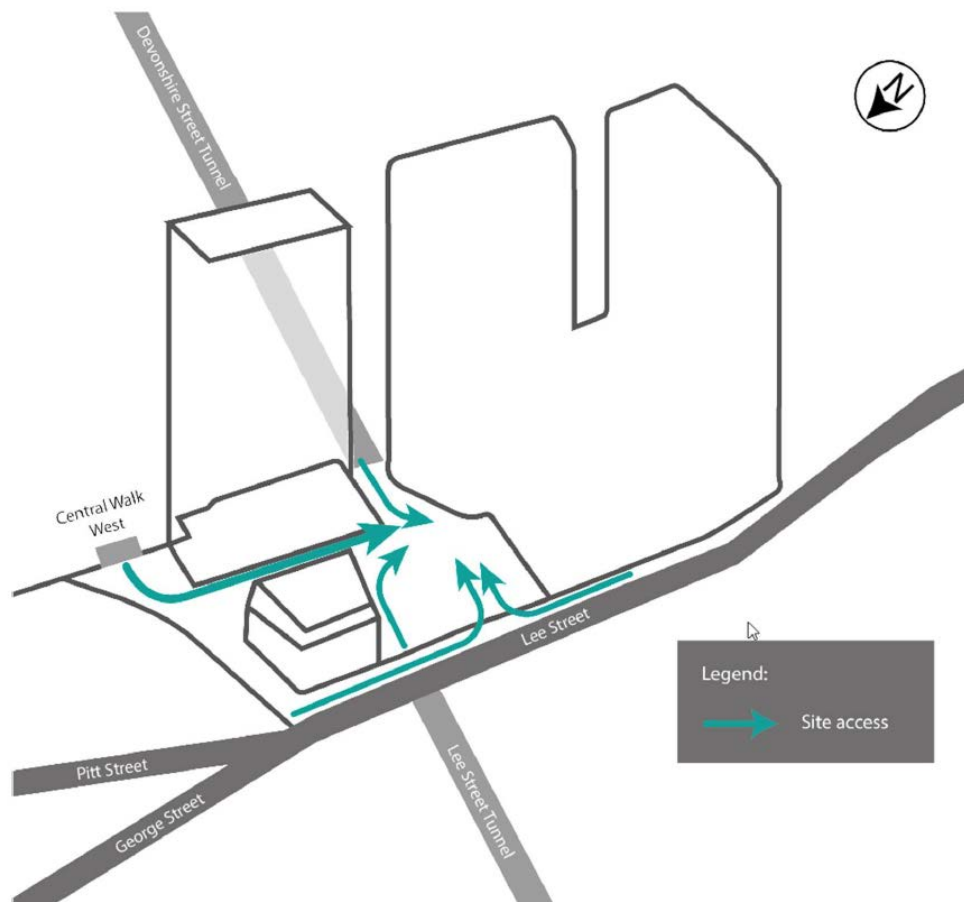 Devonshire Street Tunnel
N
Central Walk
West
Lee Street
Legend:
Site access
Pitt Street
George Street
Lee Street Tunnel